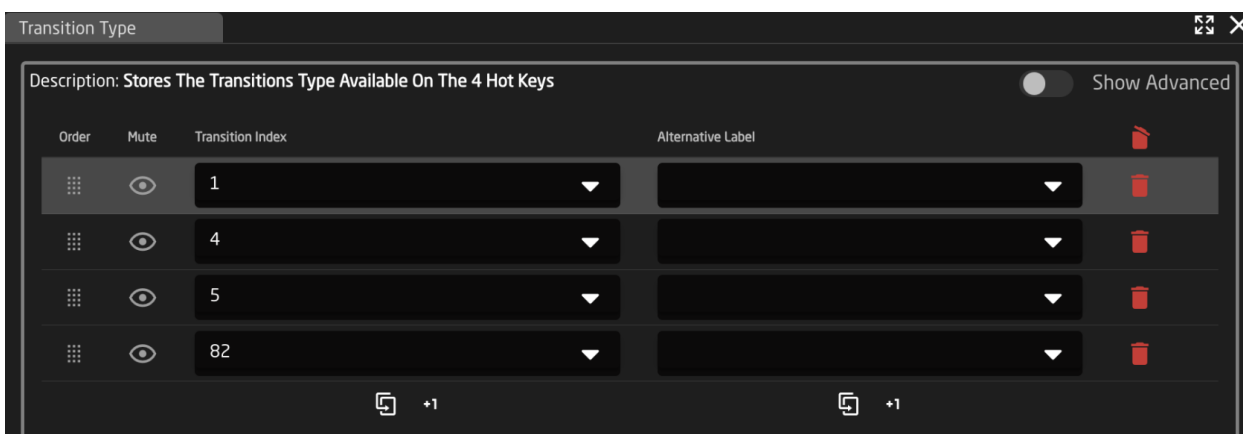 Transition Type
Description: Stores The Transitions Type Available On The 4 Hot Keys
Show Advanced
Order Mute Transition Index Alternative Label
1
4
5
82
+1 +1